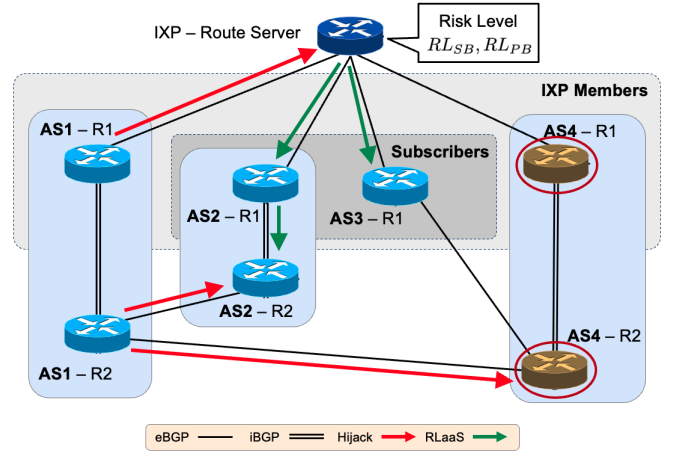 IXP – Route Server
Risk Level
RL_SB, RL_PB
IXP Members
AS1 – R1
AS4 – R1
Subscribers
AS2 – R1
AS3 – R1
AS2 – R2
AS4 – R2
AS1 – R2
eBGP iBGP Hijack RLaaS